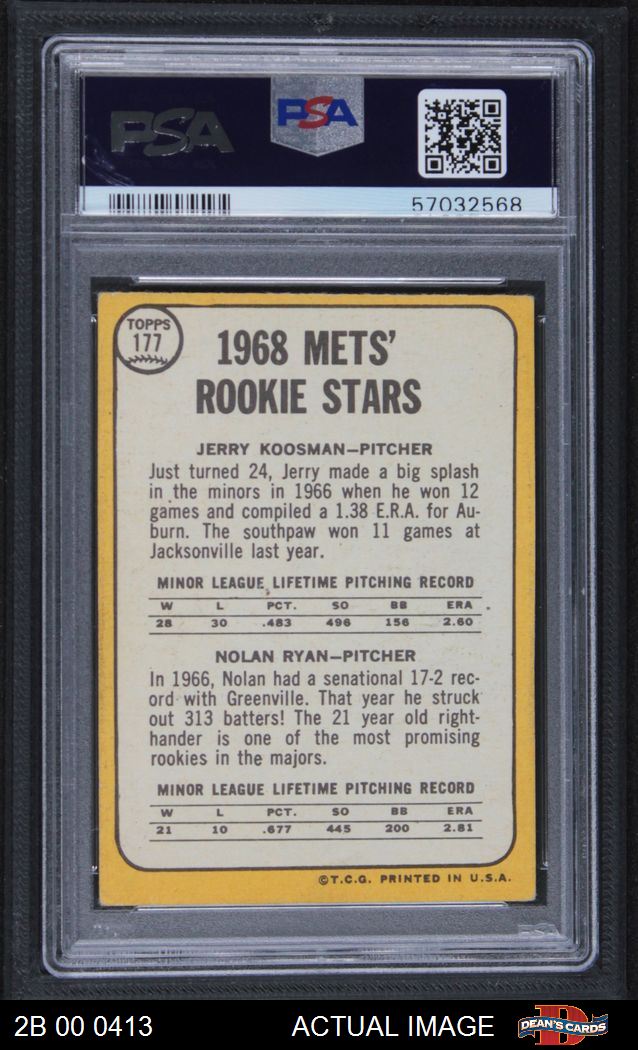 PSA
PSA
57032568
TOPPS
177
1968 METS'
ROOKIE STARS
JERRY KOOSMAN—PITCHER
Just turned 24, Jerry made a big splash
in the minors in 1966 when he won 12
games and compiled a 1.38 E.R.A. for Au-
burn. The southpaw won 11 games at
Jacksonville last year.
MINOR LEAGUE LIFETIME PITCHING RECORD
W L PCT. SO BB ERA
28 30 .483 496 156 2.60
NOLAN RYAN—PITCHER
In 1966, Nolan had a senational 17-2 rec-
ord with Greenville. That year he struck
out 313 batters! The 21 year old right-
hander is one of the most promising
rookies in the majors.
MINOR LEAGUE LIFETIME PITCHING RECORD
W L PCT. SO BB ERA
21 10 .677 445 200 2.81
©T.C.G. PRINTED IN U.S.A.
PSA
2B 00 0413 ACTUAL IMAGE D DEAN'S CARDS